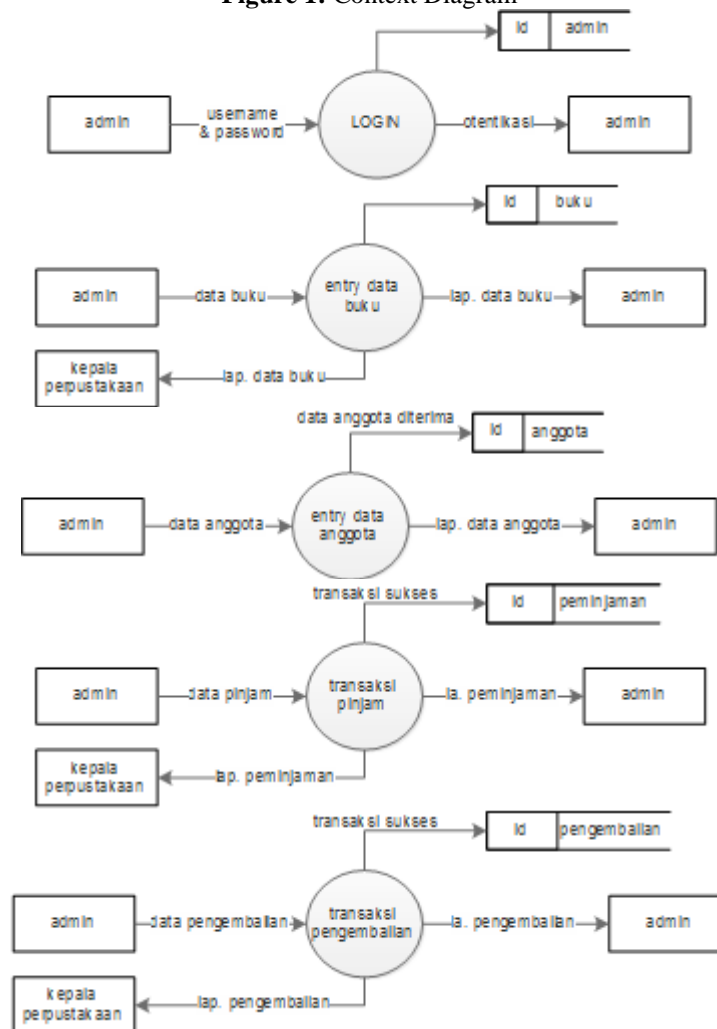 Figure 1. Context Diagram
Id admin
admin
username
& password
LOGIN
otentikasi
admin
Id buku
admin
data buku
entry data
buku
lap. data buku
admin
kepala
perpustakaan
lap. data buku
data anggota diterima
Id anggota
admin
data anggota
entry data
anggota
lap. data anggota
admin
transaksi sukses
Id peminjaman
admin
data pinjam
transaksi
pinjam
la. peminjaman
admin
kepala
perpustakaan
lap. peminjaman
transaksi sukses
Id pengembalian
admin
data pengembalian
transaksi
pengembalian
la. pengembalian
admin
kepala
perpustakaan
lap. pengembalian